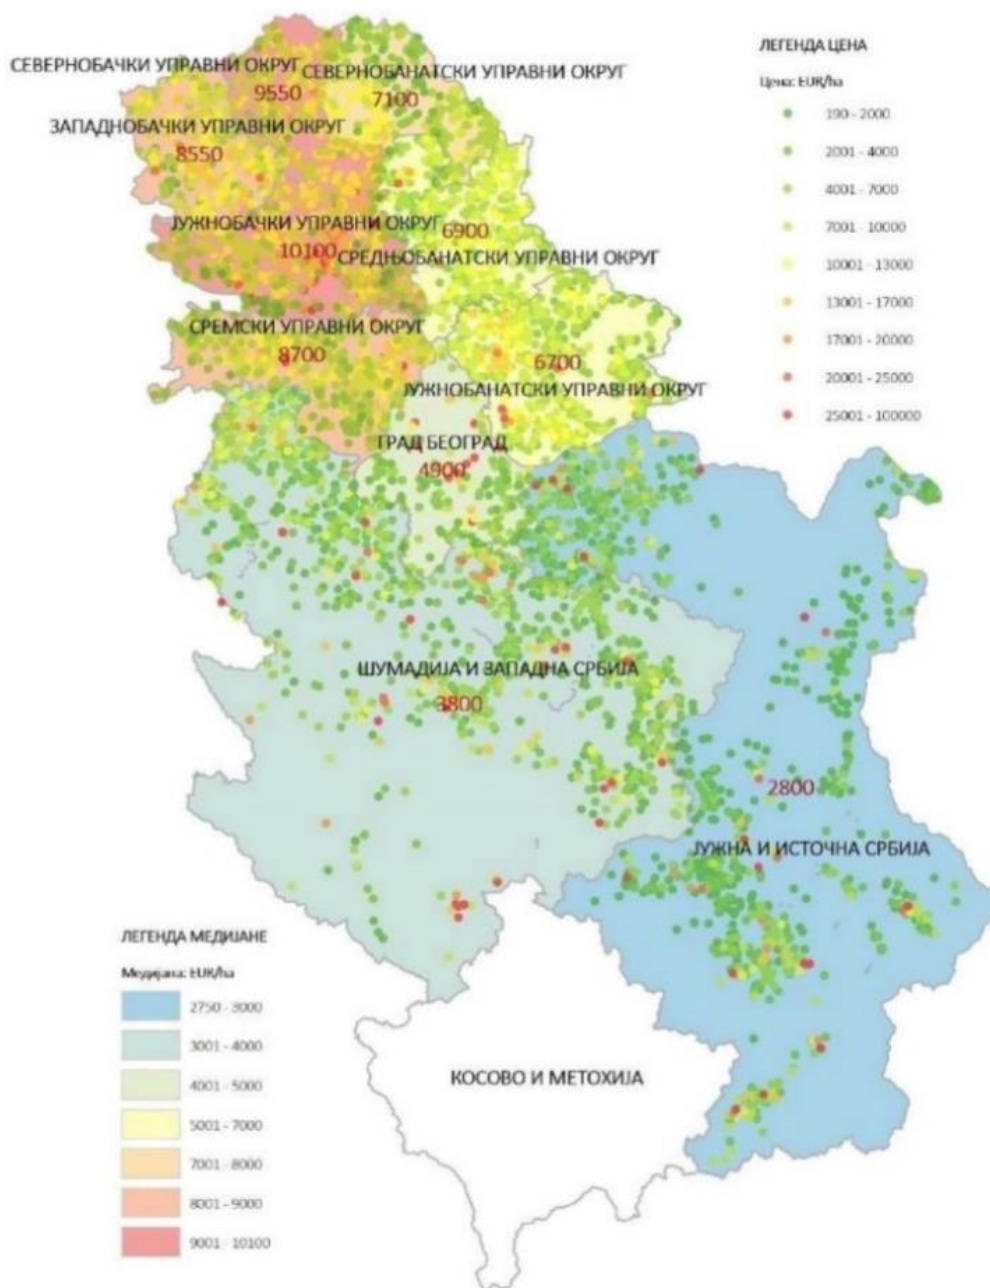 ЛЕГЕНДА ЦЕНА
Цена: EUR/ha
190 - 2000
2001 - 4000
4001 - 7000
7001 - 10000
10001 - 13000
13001 - 17000
17001 - 20000
20001 - 25000
25001 - 100000
СЕВЕРНОБАЧКИ УПРАВНИ ОКРУГ
9550
СЕВЕРНОБАНАТСКИ УПРАВНИ ОКРУГ
7100
ЗАПАДНОБАЧКИ УПРАВНИ ОКРУГ
8550
ЈУЖНОБАЧКИ УПРАВНИ ОКРУГ
10100
6900
СРЕДЊОБАНАТСКИ УПРАВНИ ОКРУГ
СРЕМСКИ УПРАВНИ ОКРУГ
8700
6700
ЈУЖНОБАНАТСКИ УПРАВНИ ОКРУГ
ГРАД БЕОГРАД
4900
ШУМАДИЈА И ЗАПАДНА СРБИЈА
3800
2800
ЈУЖНА И ИСТОЧНА СРБИЈА
КОСОВО И МЕТОХИЈА
ЛЕГЕНДА МЕДИЈАНЕ
Медијана: EUR/ha
2750 - 3000
3001 - 4000
4001 - 5000
5001 - 7000
7001 - 8000
8001 - 9000
9001 - 10100